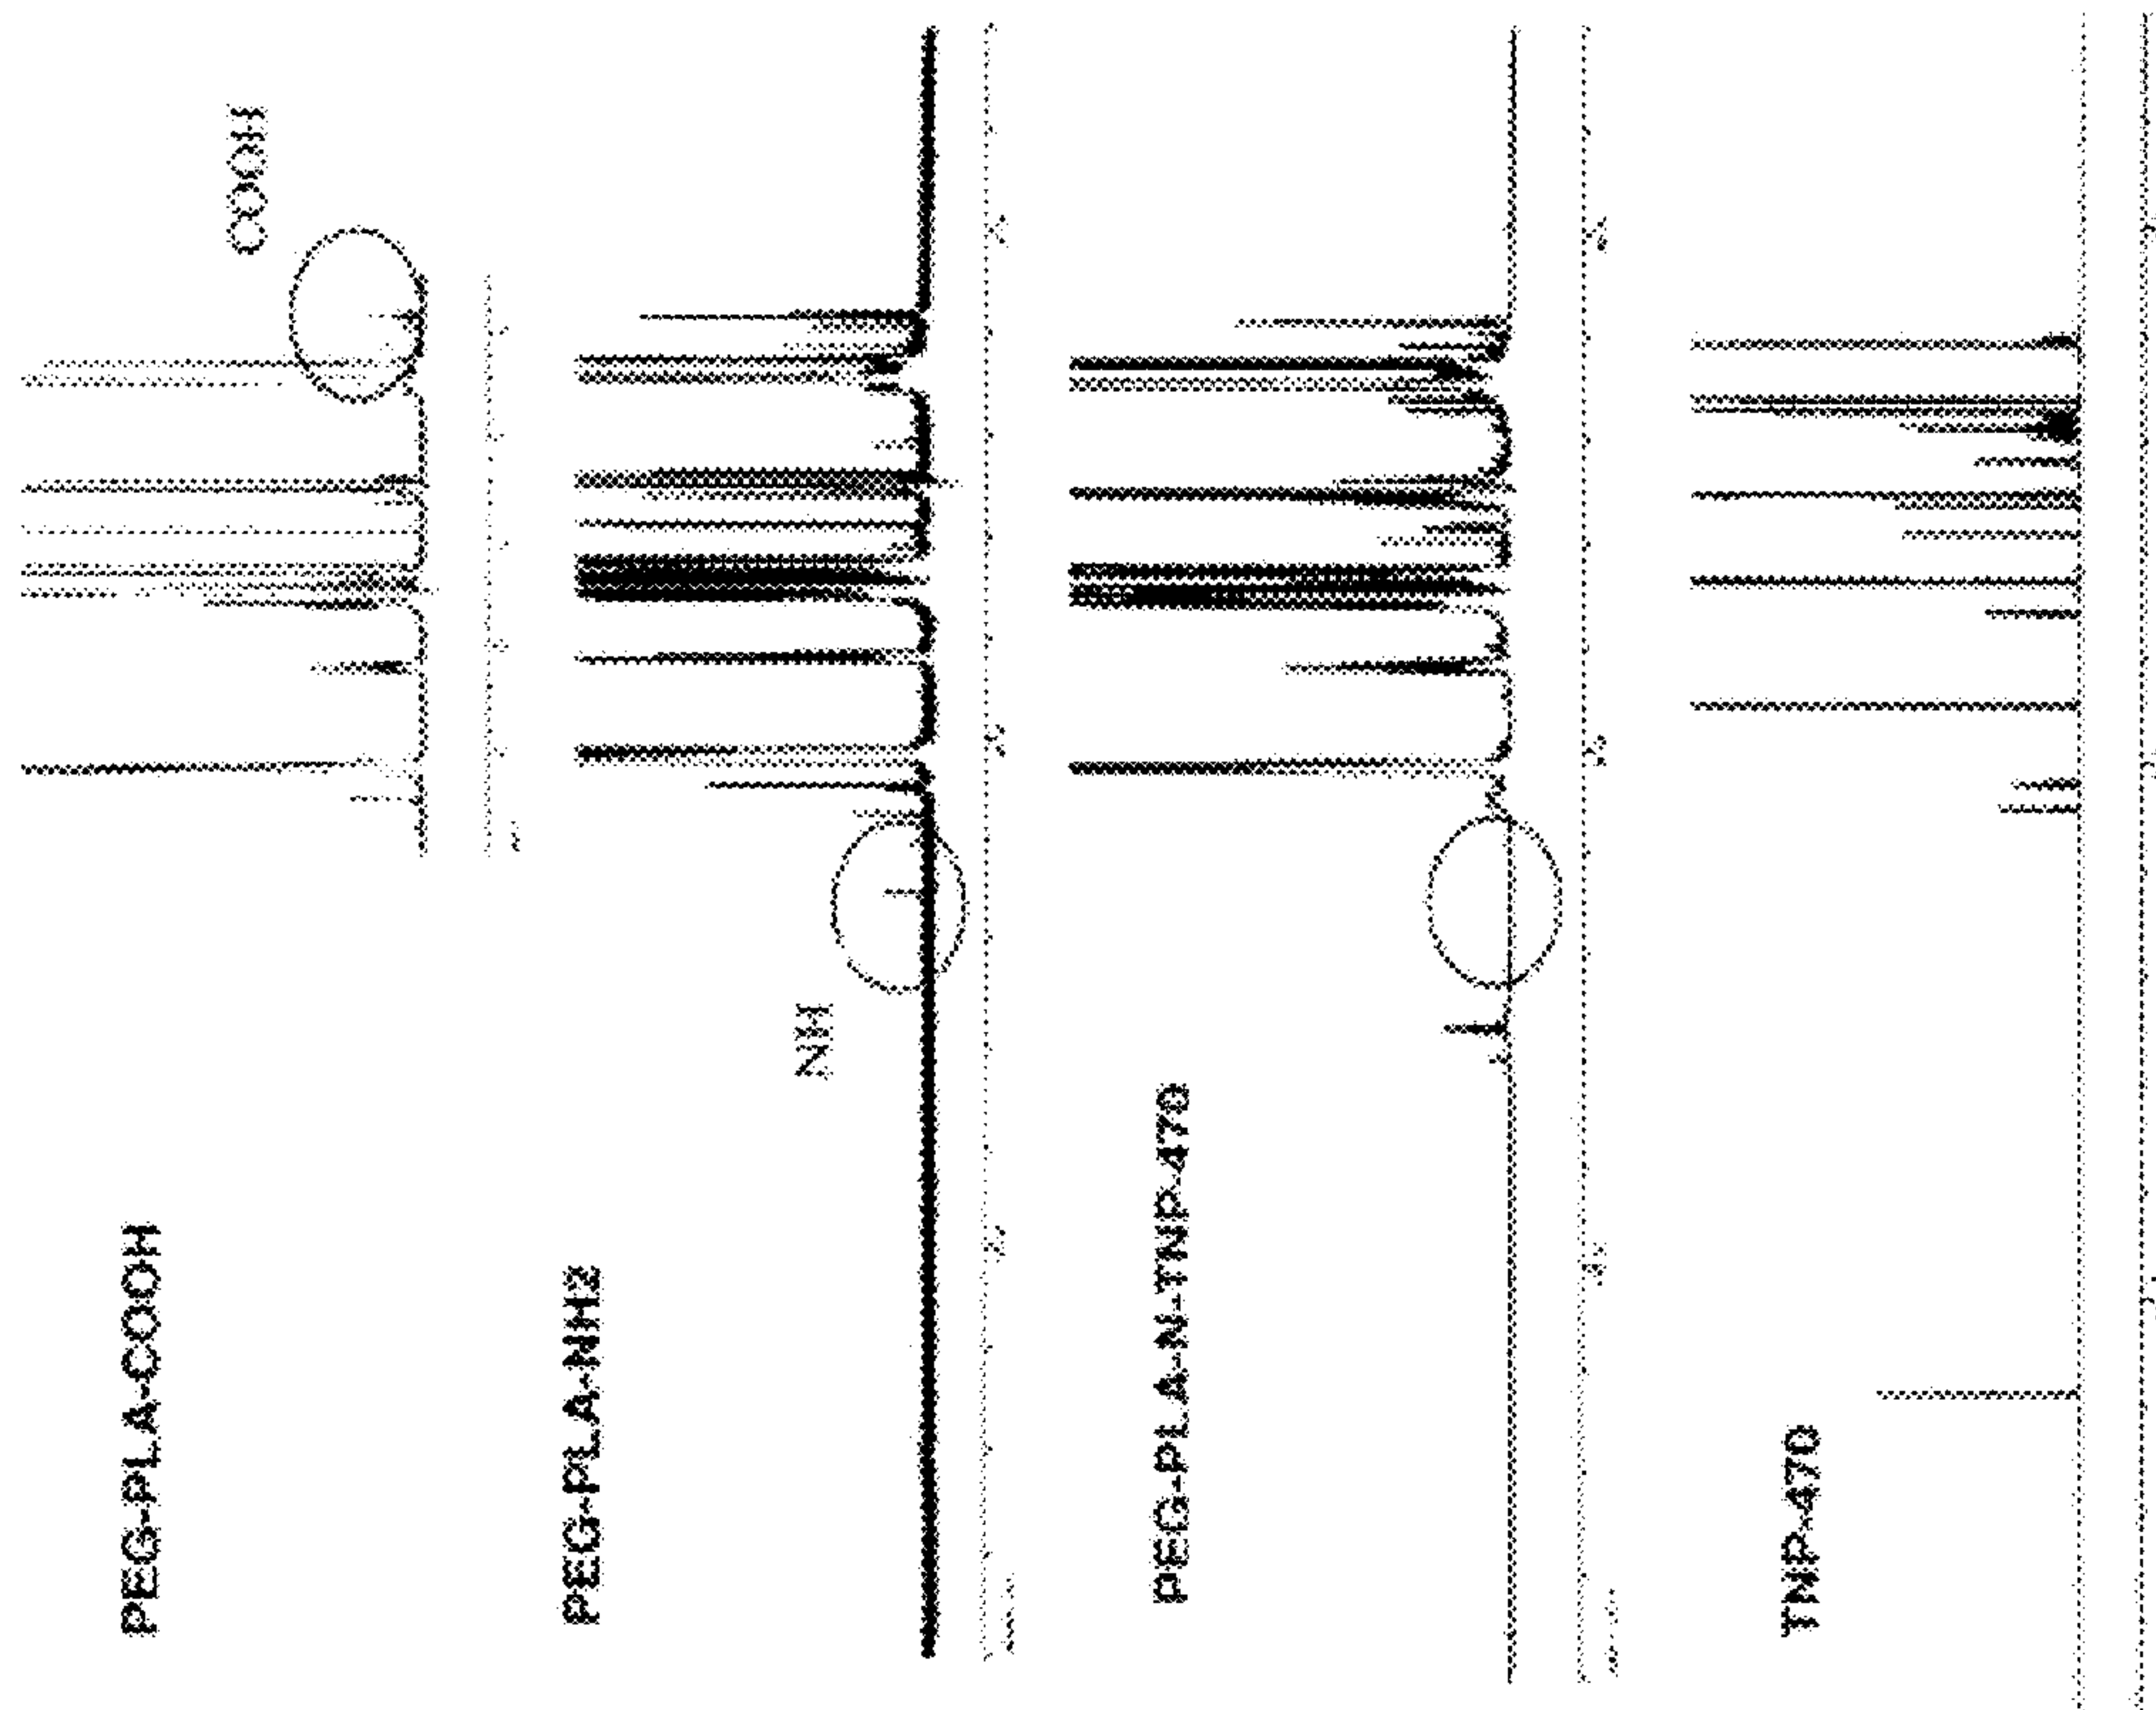 COOH
PEG-PLA-COOH
NH
PEG-PLA-NH2
PEG-PLA-N-TNP-470
TNP-470